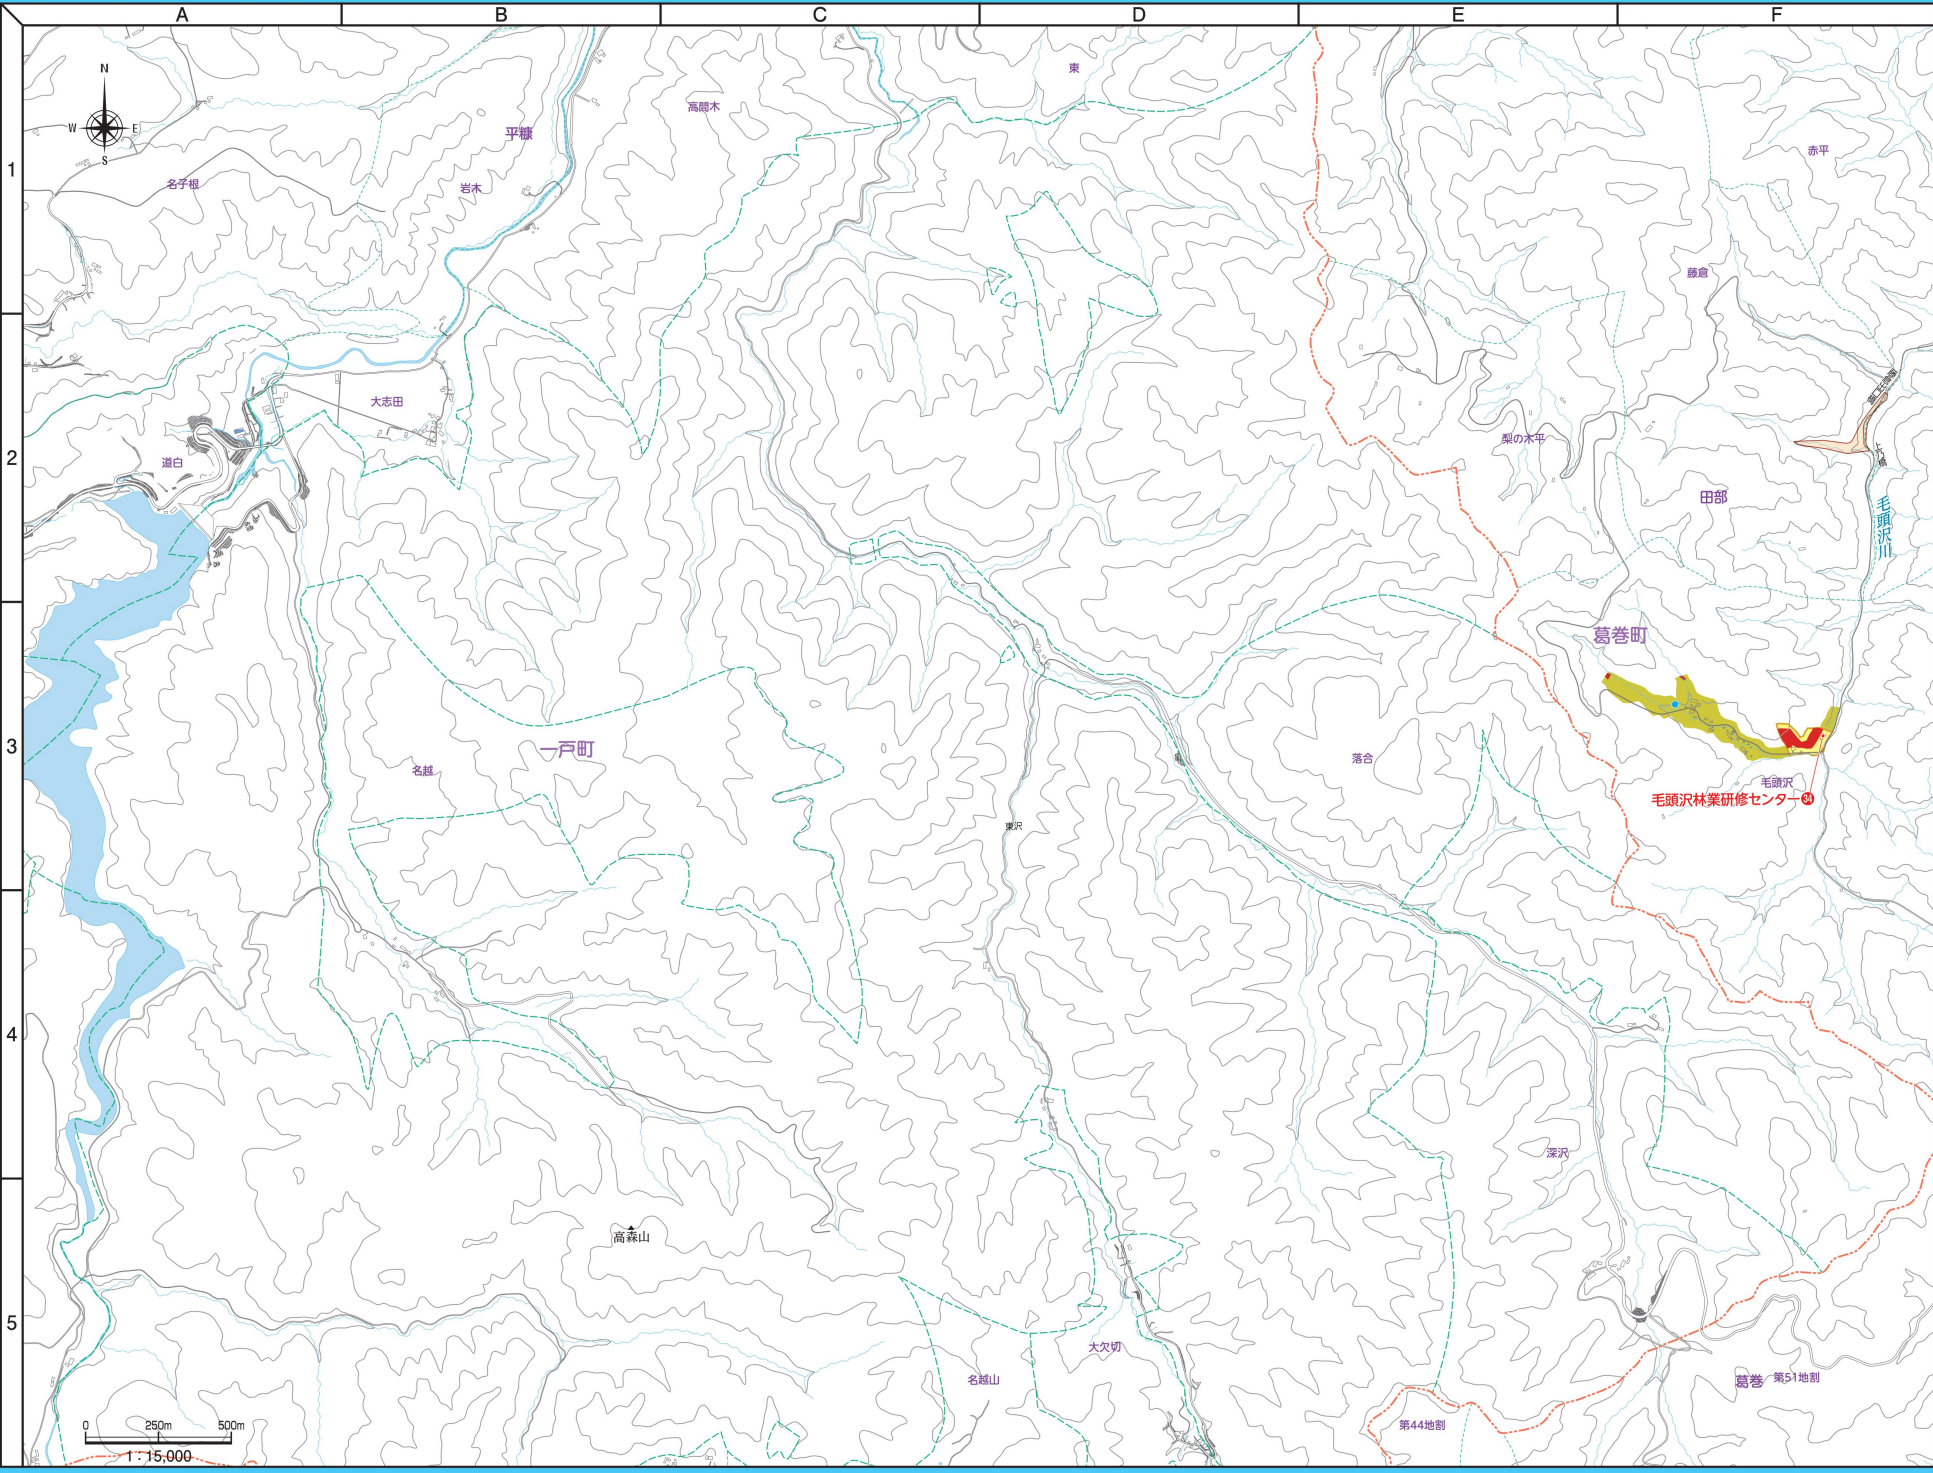 A
B
C
D
E
F
1
2
3
4
5
N
W
E
S
東
高間木
平糠
岩木
名子根
赤平
藤倉
大志田
道白
梨の木平
田部
毛頭沢川
葛巻町
一戸町
名越
落合
毛頭沢
毛頭沢林業研修センター34
東沢
深沢
高森山
大欠切
名越山
葛巻 第51地割
第44地割
0 250m 500m
1:15,000